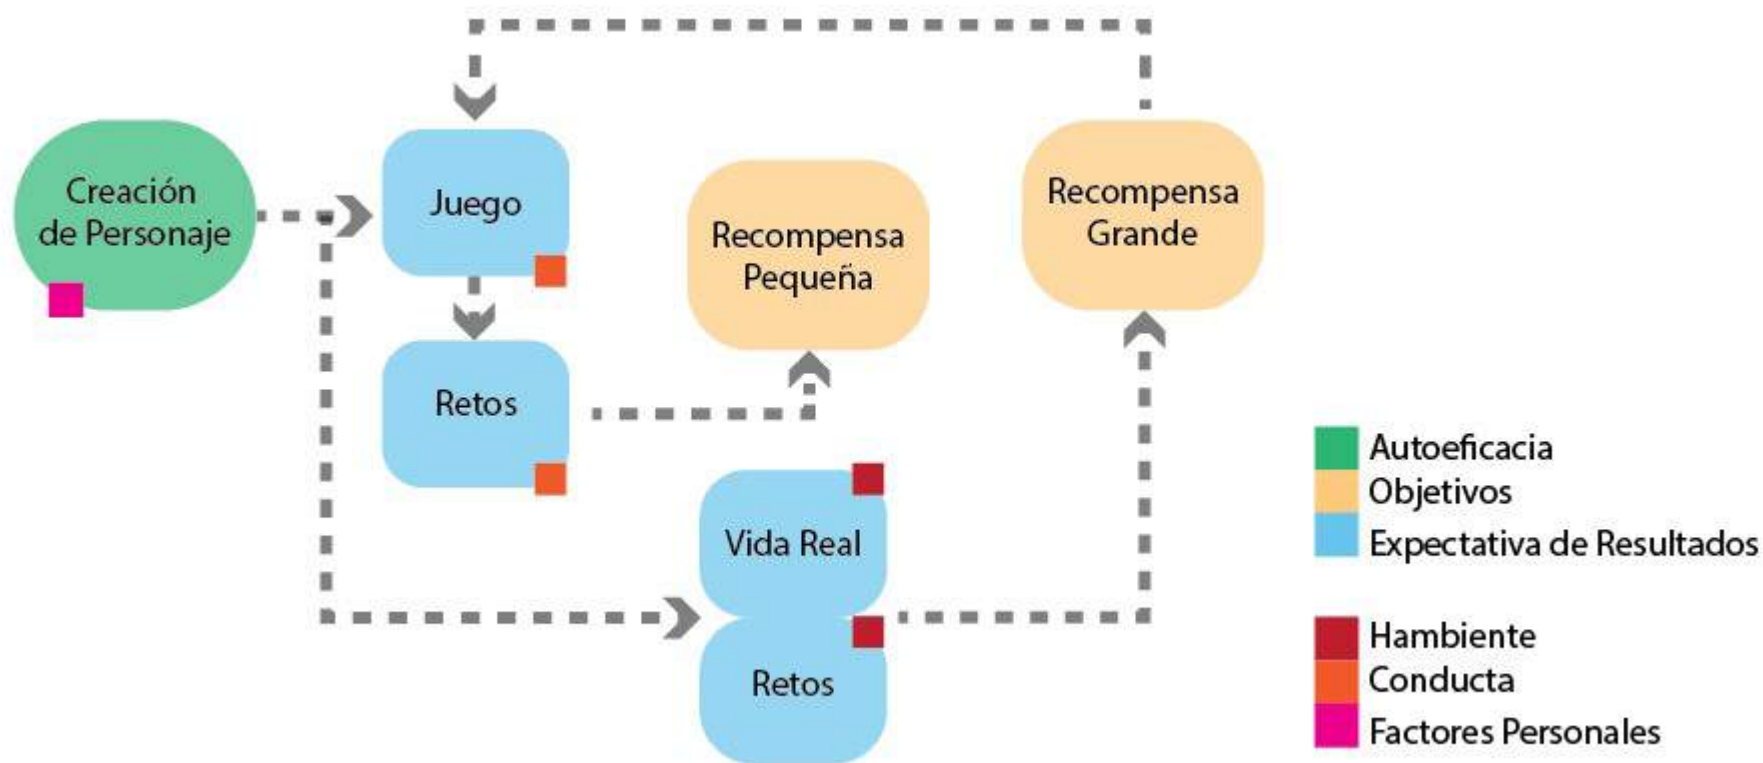 Creación
de Personaje
Juego
Retos
Recompensa
Pequeña
Recompensa
Grande
Vida Real
Retos
Autoeficacia
Objetivos
Expectativa de Resultados
Hambiente
Conducta
Factores Personales